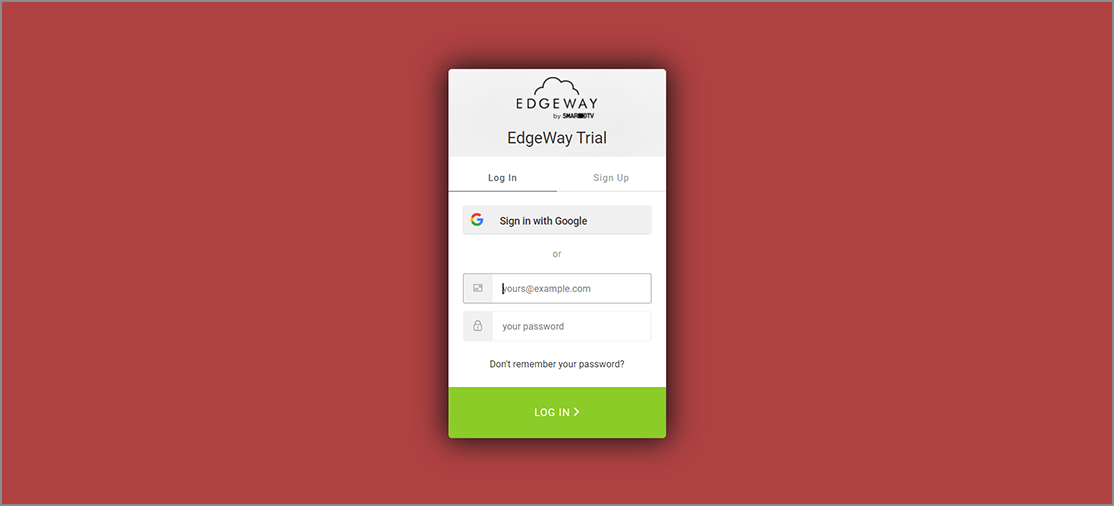 EDGEWAY
by
EdgeWay Trial
Log In
Sign Up
Sign in with Google
or
yours@example.com
your password
Don't remember your password?
LOG IN